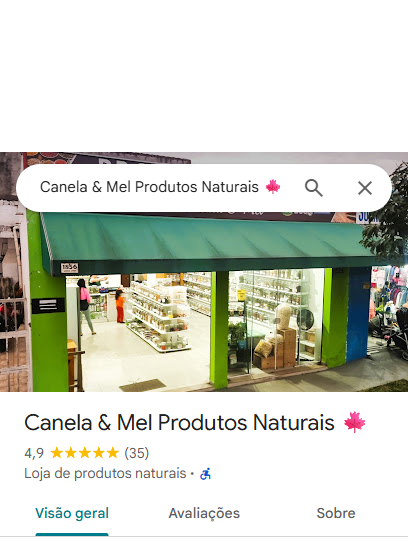 Canela & Mel Produtos Naturais 🍁
1556
Canela & Mel Produtos Naturais 🍁
4,9 ★★★★★ (35)
Loja de produtos naturais · ♿
Visão geral Avaliações Sobre